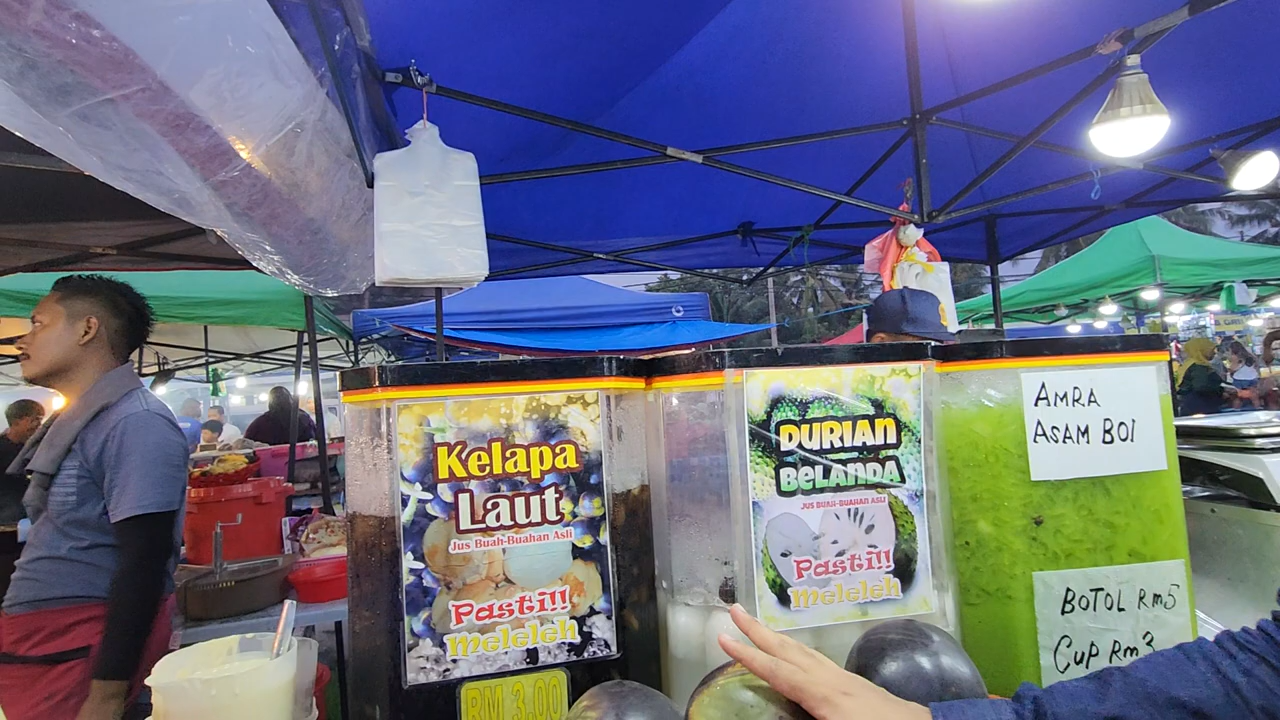 Kelapa
Laut
Jus Buah-Buahan Asli
Pasti!!
Meleleh
RM 3.00
DURIAN
BELANDA
JUS BUAH-BUAHAN ASLI
Pasti!!
Meleleh
AMRA
ASAM BOI
BOTOL Rm5
CUP Rm3